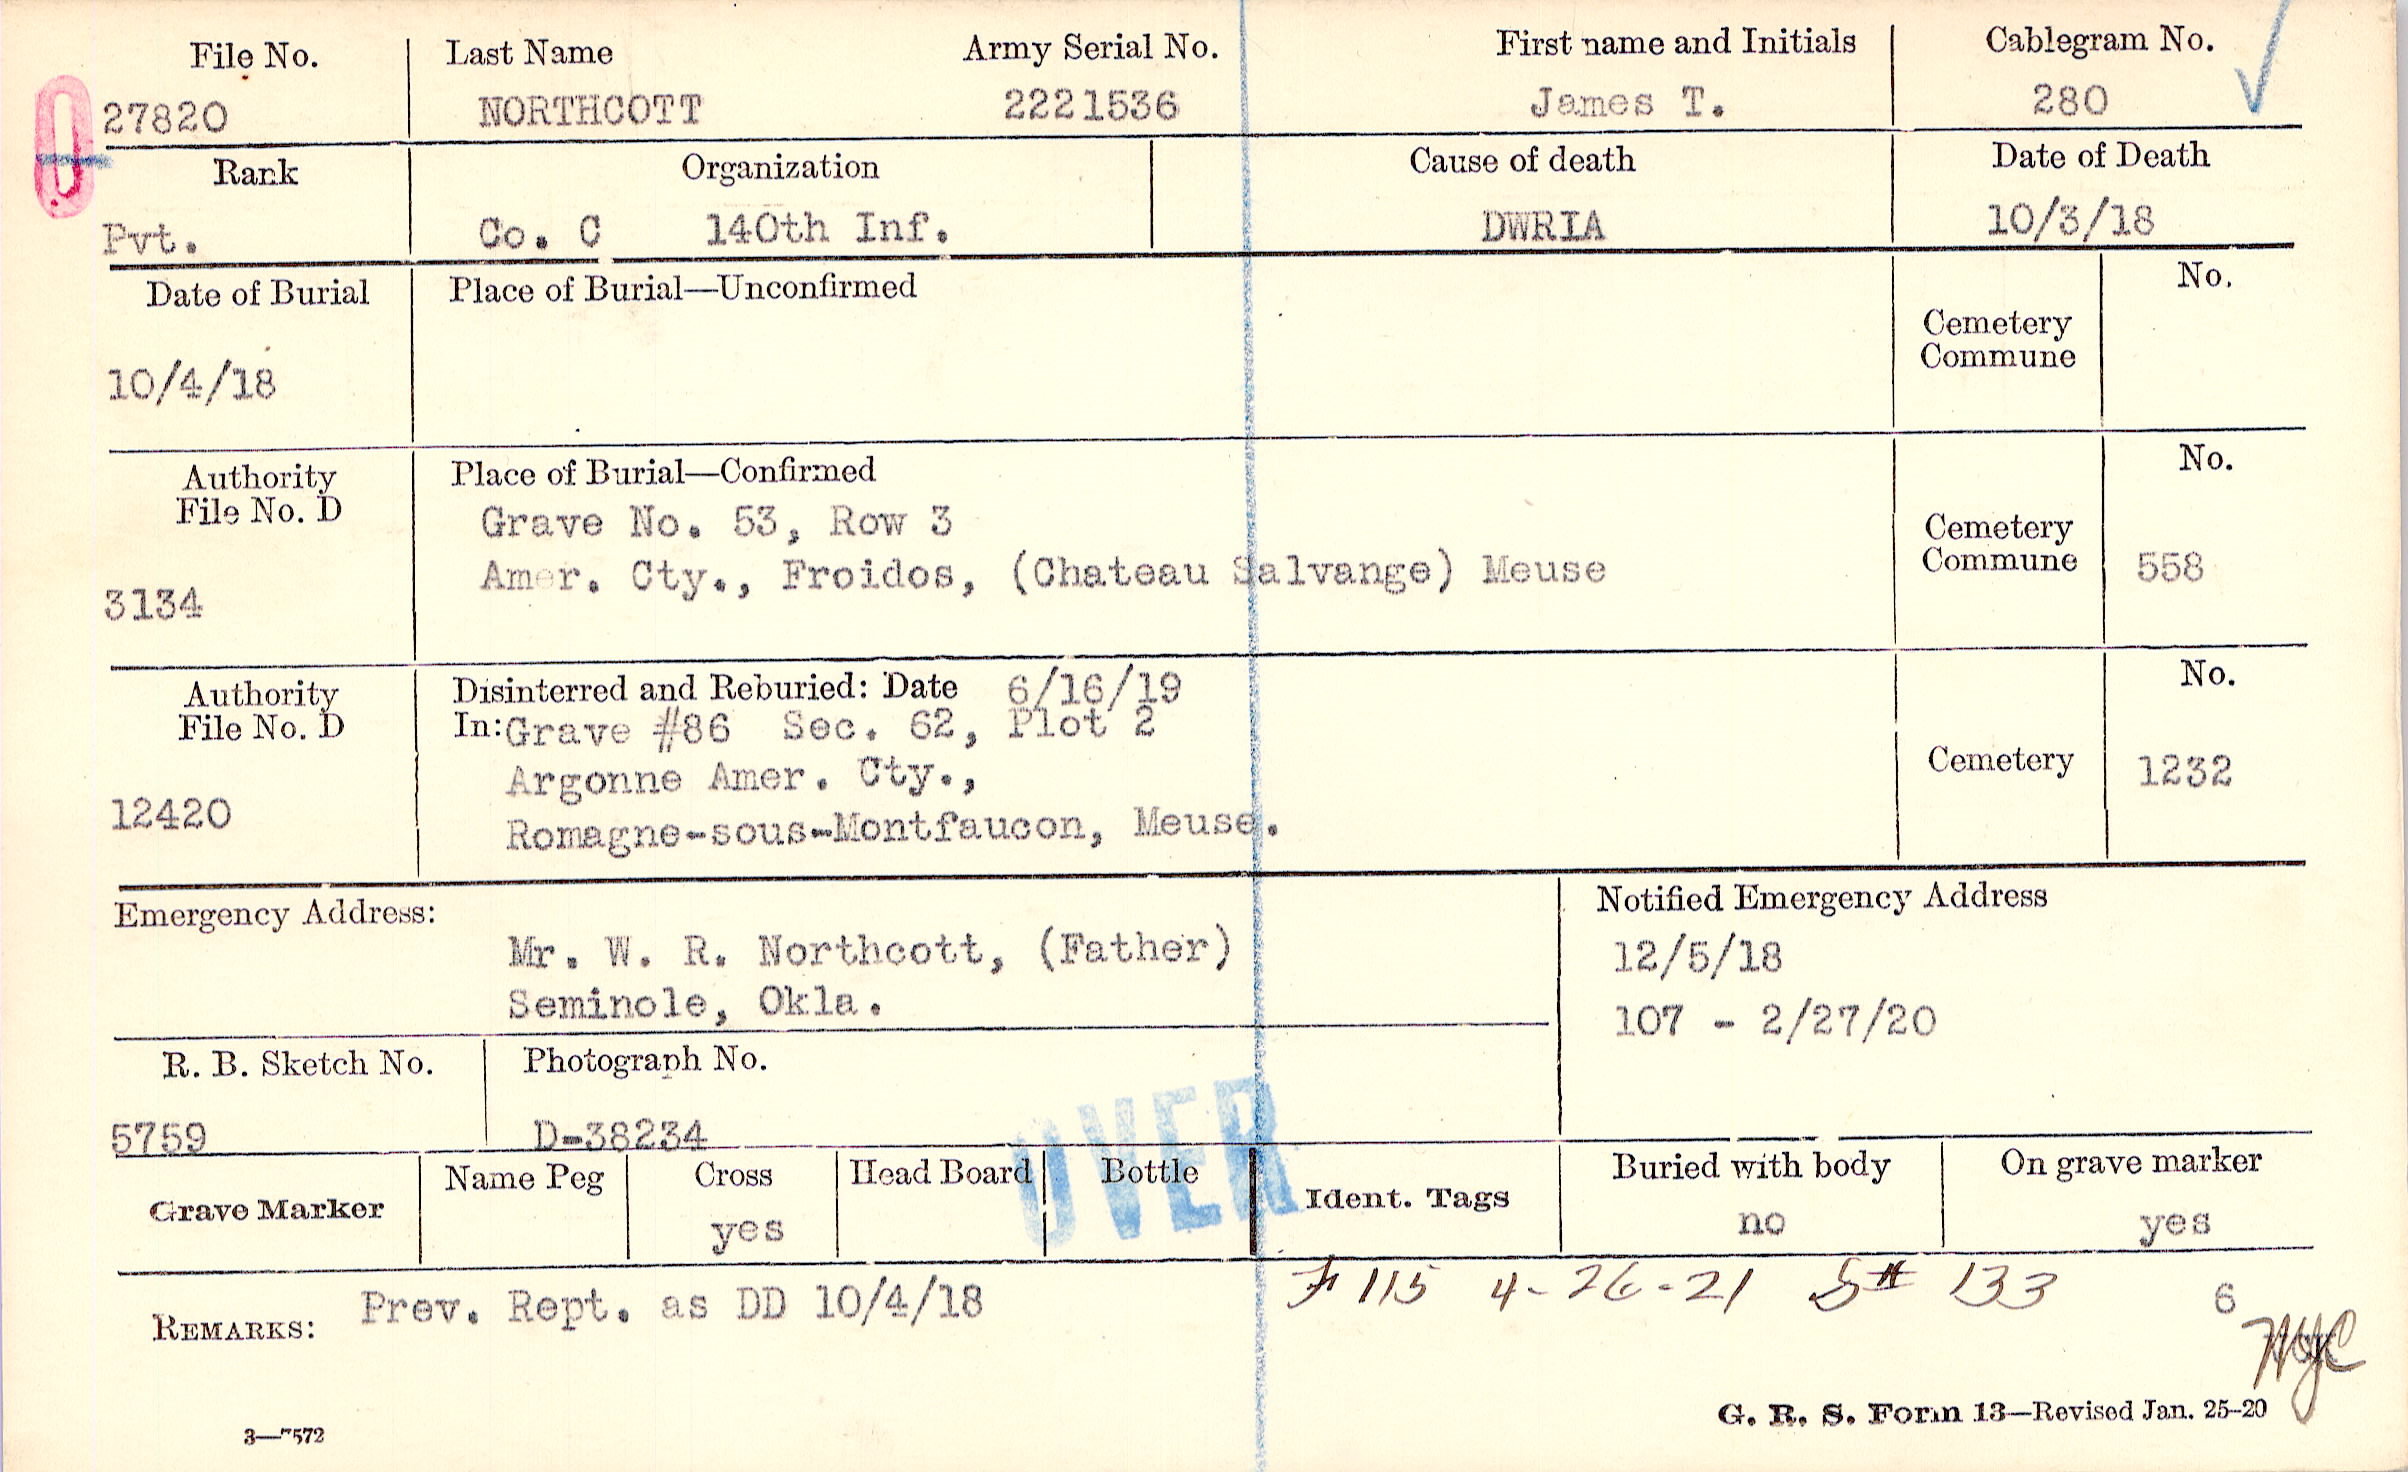 File No. Last Name Army Serial No. First name and Initials Cablegram No.
27820 NORTHCOTT 2221536 James T. 280
Rank Organization Cause of death Date of Death
Pvt. Co. C 140th Inf. DWRIA 10/3/18
Date of Burial Place of Burial—Unconfirmed No.
Cemetery
Commune
10/4/18
Authority Place of Burial—Confirmed No.
File No. D
Grave No. 53, Row 3
Cemetery
Amer. Cty., Froidos, (Chateau Salvange) Meuse Commune 558
3134
Authority Disinterred and Reburied: Date 6/16/19 No.
File No. D In: Grave #86 Sec. 62, Plot 2
Argonne Amer. Cty., Cemetery 1232
12420 Romagne-sous-Montfaucon, Meuse.
Emergency Address: Notified Emergency Address
Mr. W. R. Northcott, (Father) 12/5/18
Seminole, Okla. 107 - 2/27/20
R. B. Sketch No. Photograph No.
5759 D-38234
OVER
Grave Marker Name Peg Cross Head Board Bottle Ident. Tags Buried with body On grave marker
yes no yes
115 4-26-21 S# 133 6
REMARKS: Prev. Rept. as DD 10/4/18
G. R. S. Form 13—Revised Jan. 25-20
3—7572